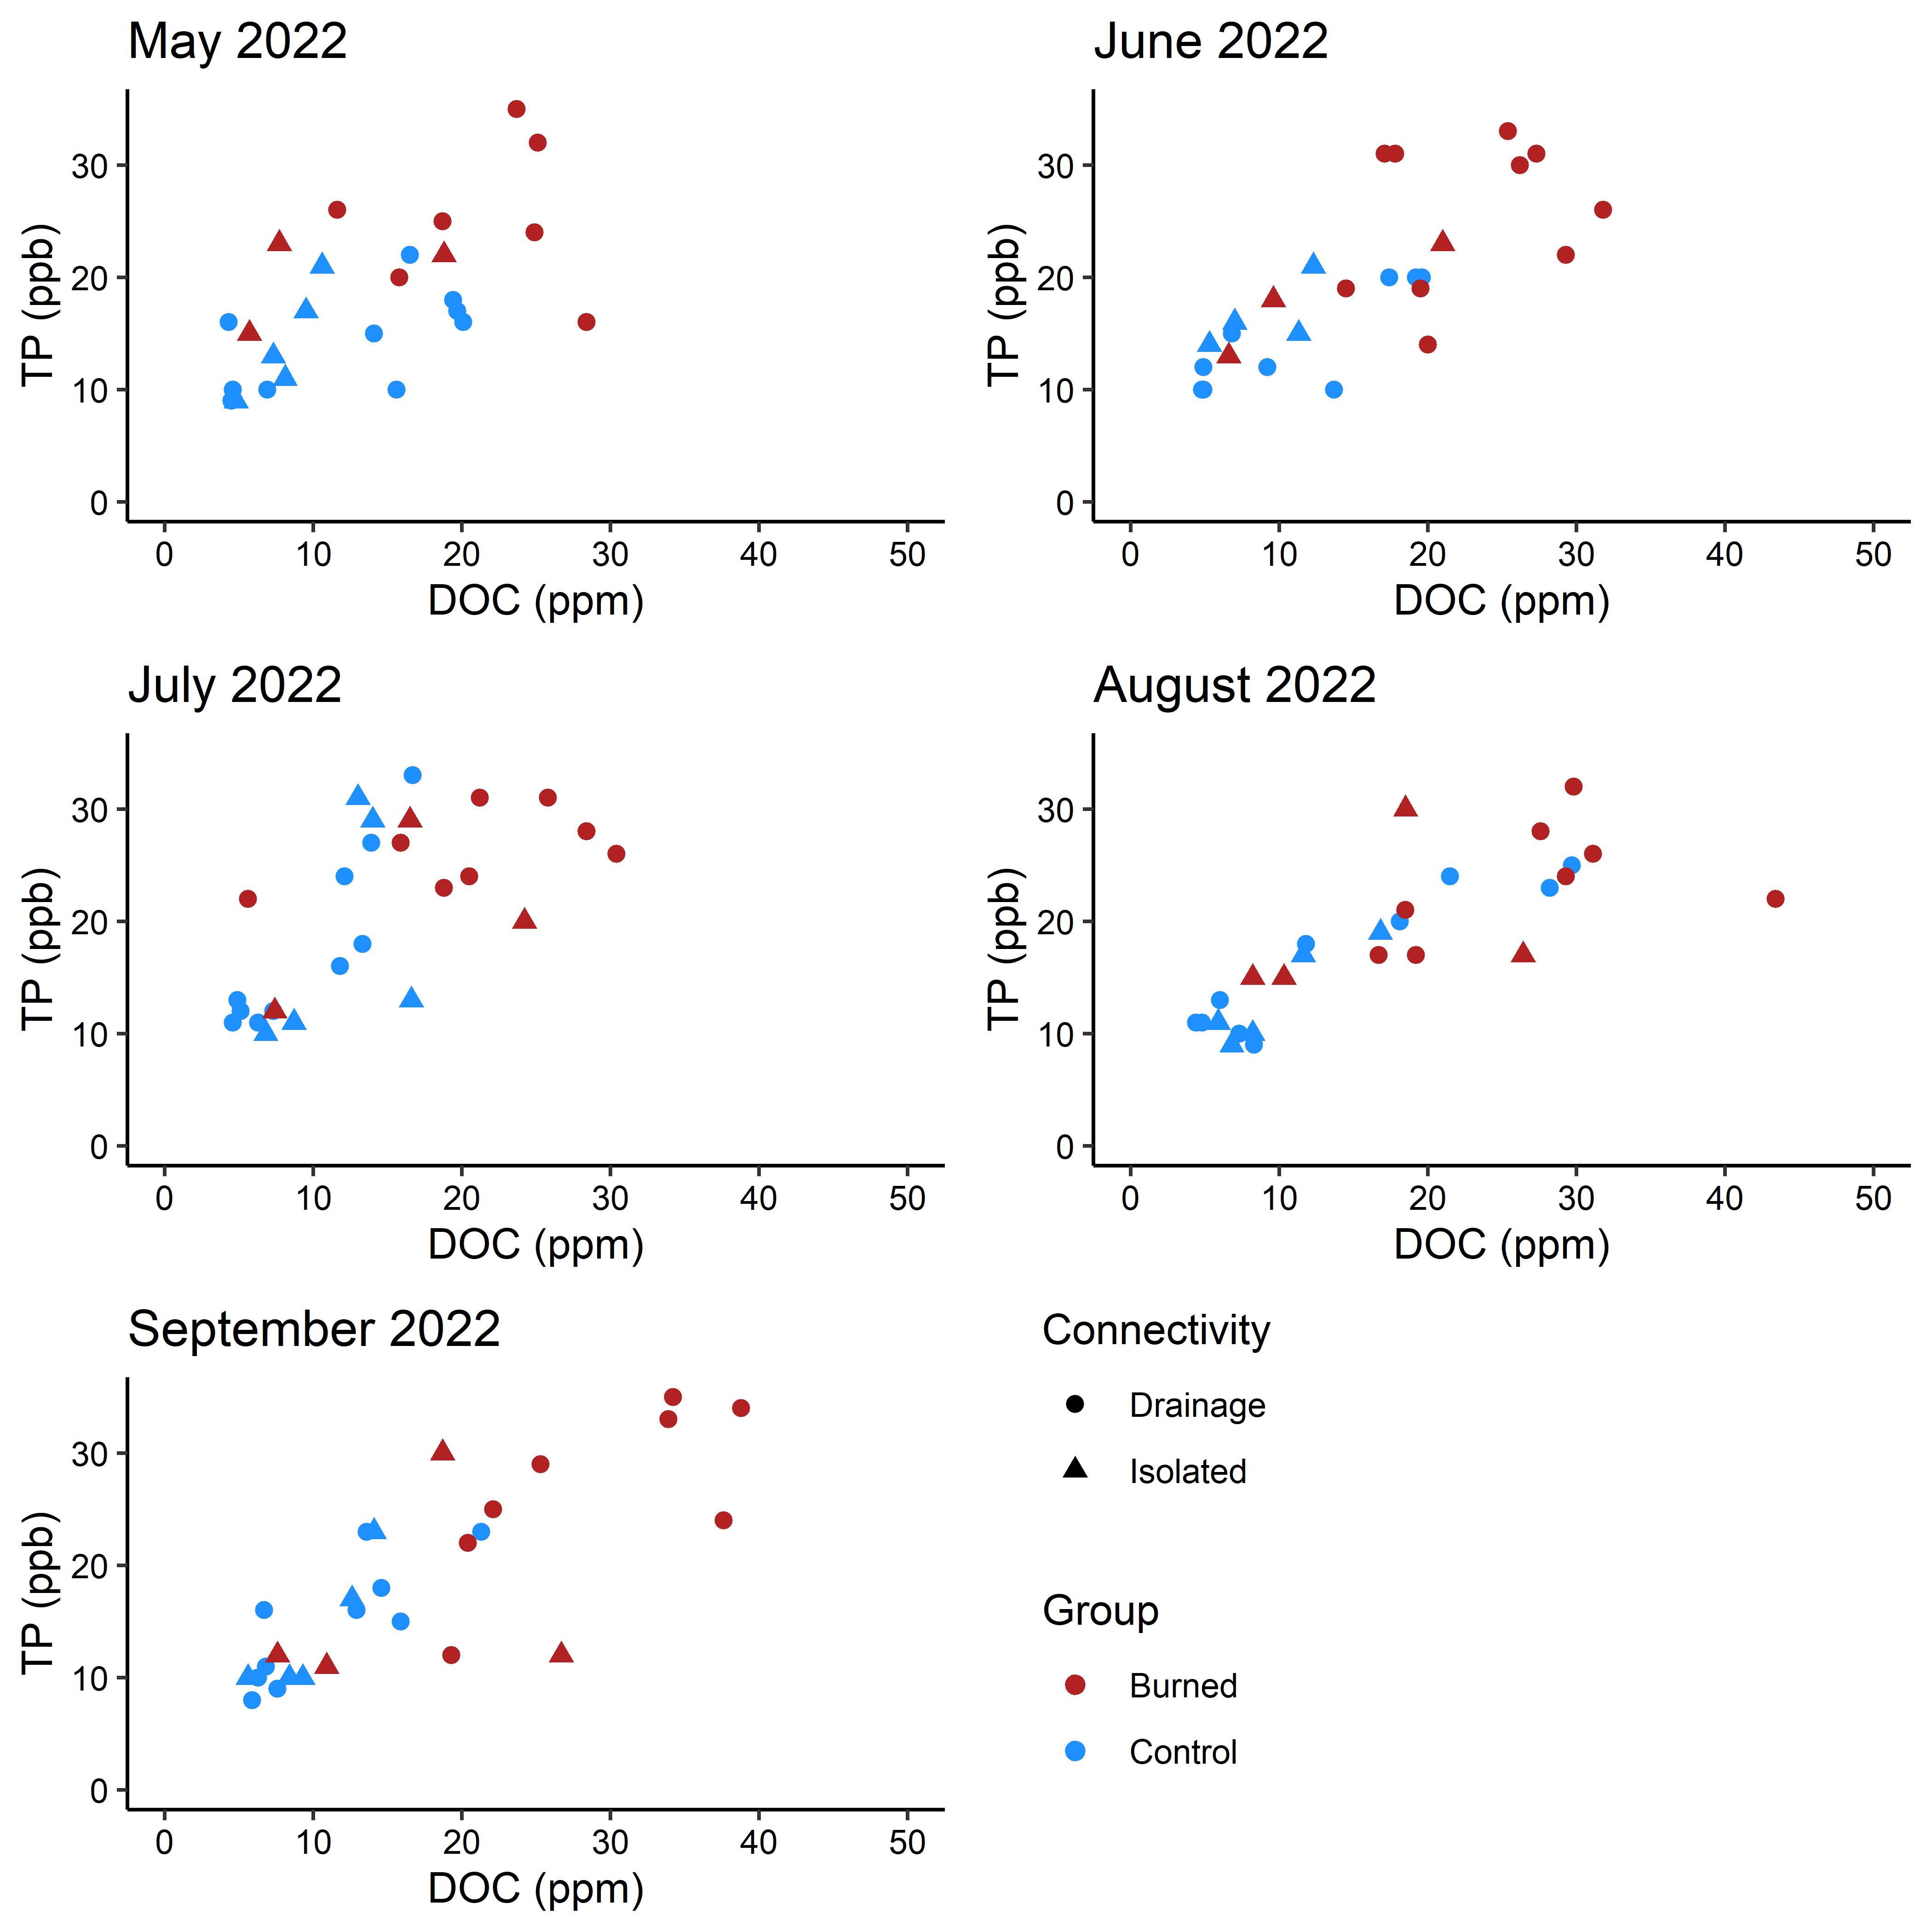 May 2022
TP (ppb)
30
20
10
0
0 10 20 30 40 50
DOC (ppm)
June 2022
TP (ppb)
30
20
10
0
0 10 20 30 40 50
DOC (ppm)
July 2022
TP (ppb)
30
20
10
0
0 10 20 30 40 50
DOC (ppm)
August 2022
TP (ppb)
30
20
10
0
0 10 20 30 40 50
DOC (ppm)
September 2022
TP (ppb)
30
20
10
0
0 10 20 30 40 50
DOC (ppm)
Connectivity
Drainage
Isolated
Group
Burned
Control